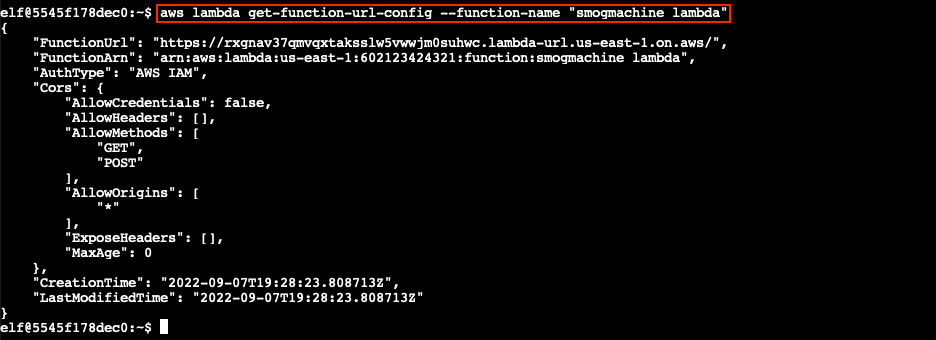 elf@5545f178dec0:~$ aws lambda get-function-url-config --function-name "smogmachine lambda"
{
    "FunctionUrl": "https://rxgnav37qmvqxtaksslw5vwwjm0suhwc.lambda-url.us-east-1.on.aws/",
    "FunctionArn": "arn:aws:lambda:us-east-1:602123424321:function:smogmachine lambda",
    "AuthType": "AWS IAM",
    "Cors": {
        "AllowCredentials": false,
        "AllowHeaders": [],
        "AllowMethods": [
            "GET",
            "POST"
        ],
        "AllowOrigins": [
            "*"
        ],
        "ExposeHeaders": [],
        "MaxAge": 0
    },
    "CreationTime": "2022-09-07T19:28:23.808713Z",
    "LastModifiedTime": "2022-09-07T19:28:23.808713Z"
}
elf@5545f178dec0:~$